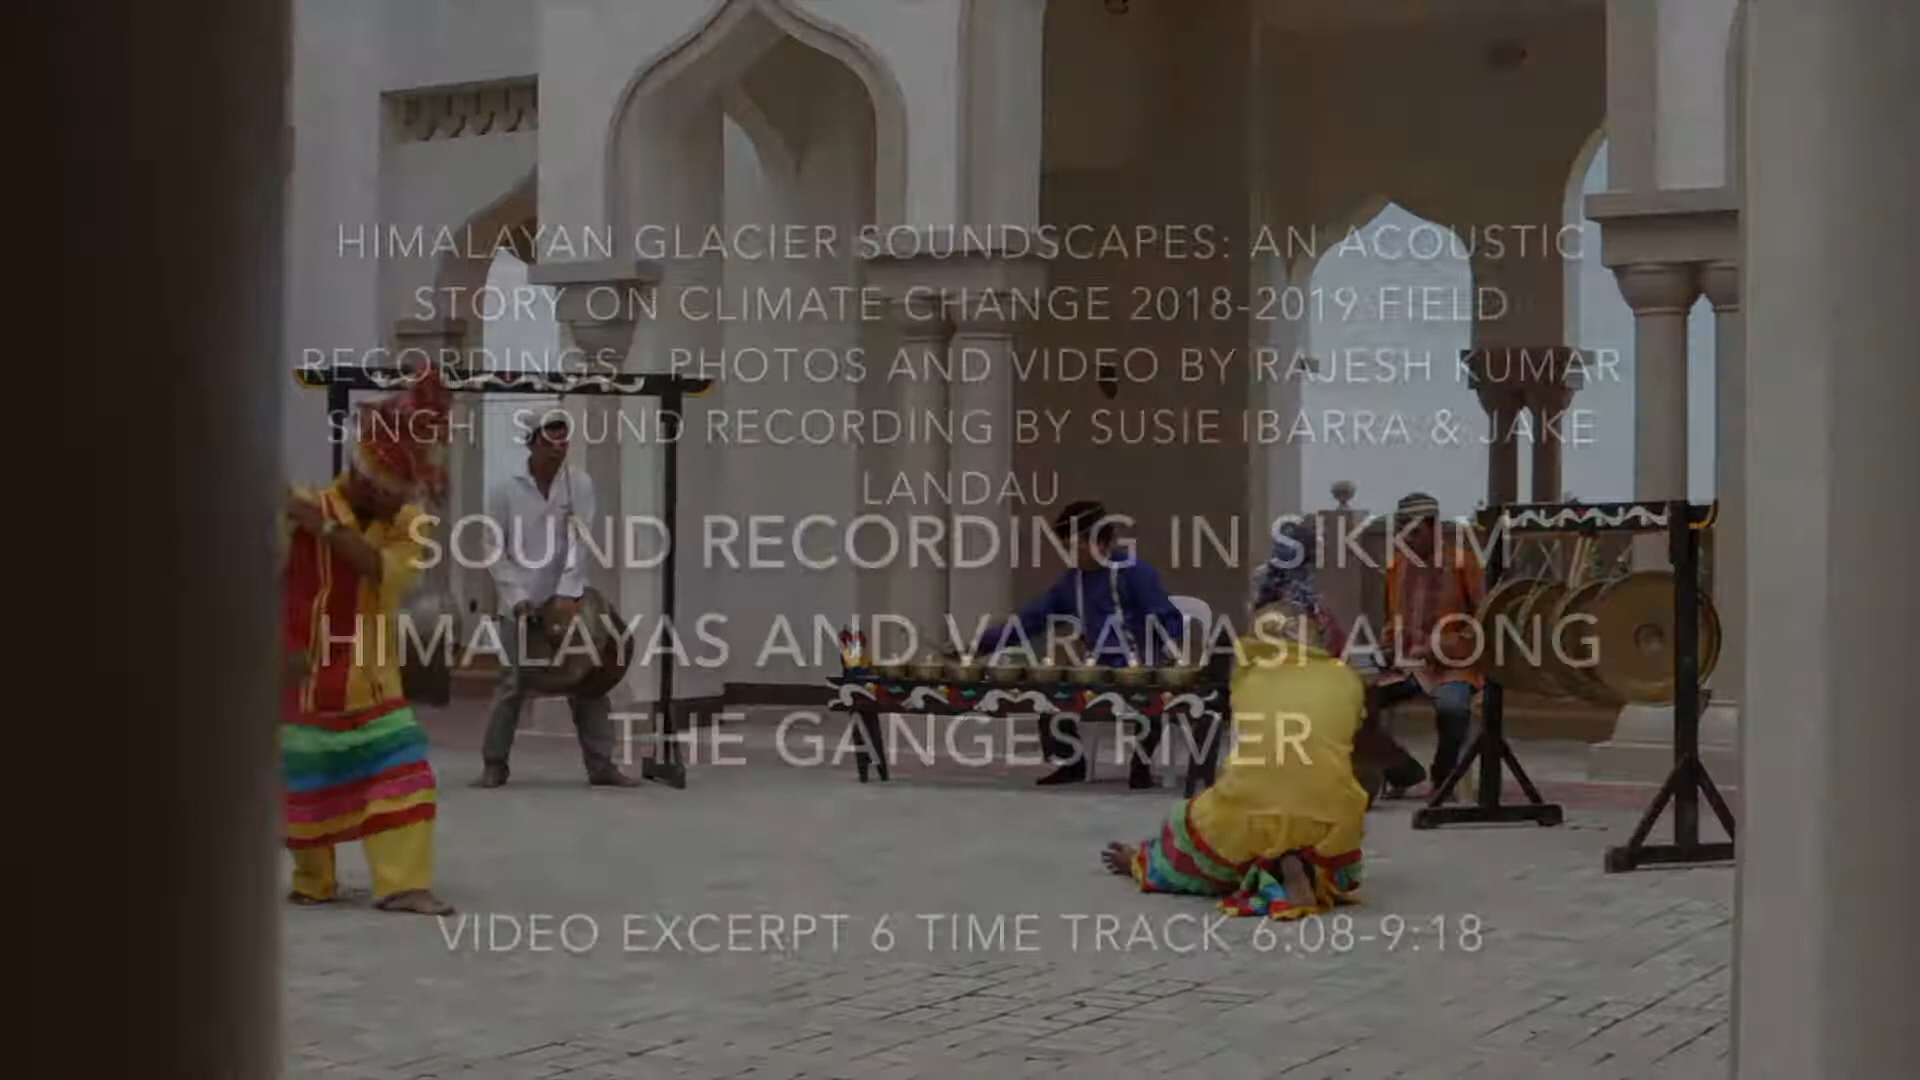 HIMALAYAN GLACIER SOUNDSCAPES: AN ACOUSTIC
STORY ON CLIMATE CHANGE 2018-2019 FIELD
RECORDINGS. PHOTOS AND VIDEO BY RAJESH KUMAR
SINGH. SOUND RECORDING BY SUSIE IBARRA & JAKE
LANDAU
SOUND RECORDING IN SIKKIM
HIMALAYAS AND VARANASI ALONG
THE GANGES RIVER
VIDEO EXCERPT 6 TIME TRACK 6.08-9:18